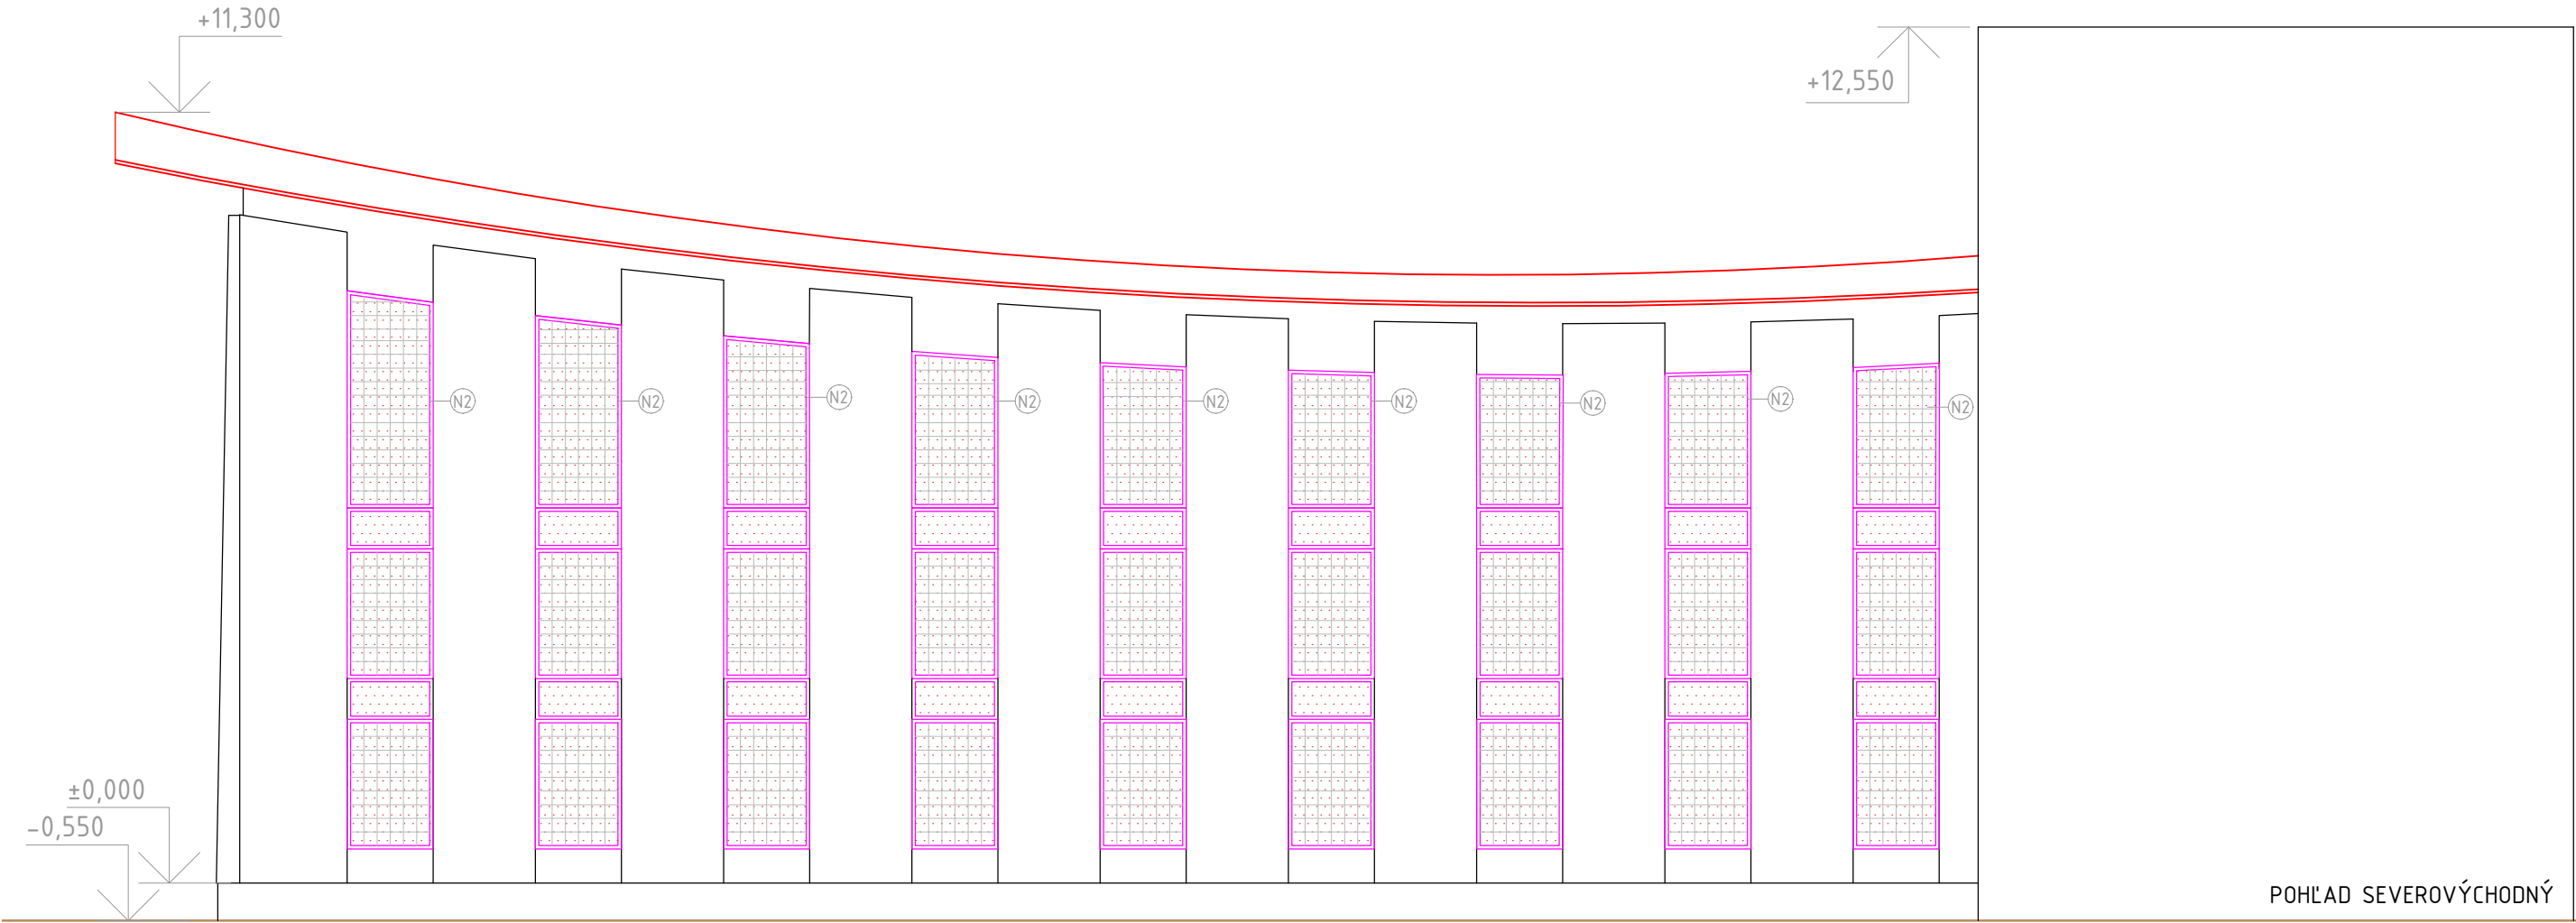 +11,300
+12,550
N2
N2
N2
N2
N2
N2
N2
N2
N2
±0,000
-0,550
POHĽAD SEVEROVÝCHODNÝ